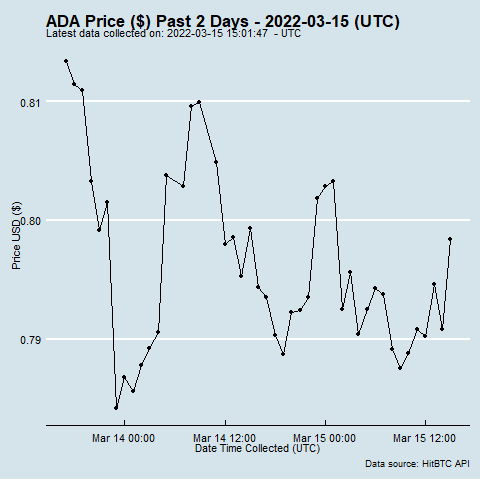 ADA Price ($) Past 2 Days - 2022-03-15 (UTC)
Latest data collected on: 2022-03-15 15:01:47  - UTC
0.81
0.80
0.79
Price USD ($)
Mar 14 00:00 Mar 14 12:00 Mar 15 00:00 Mar 15 12:00
Date Time Collected (UTC)
Data source: HitBTC API